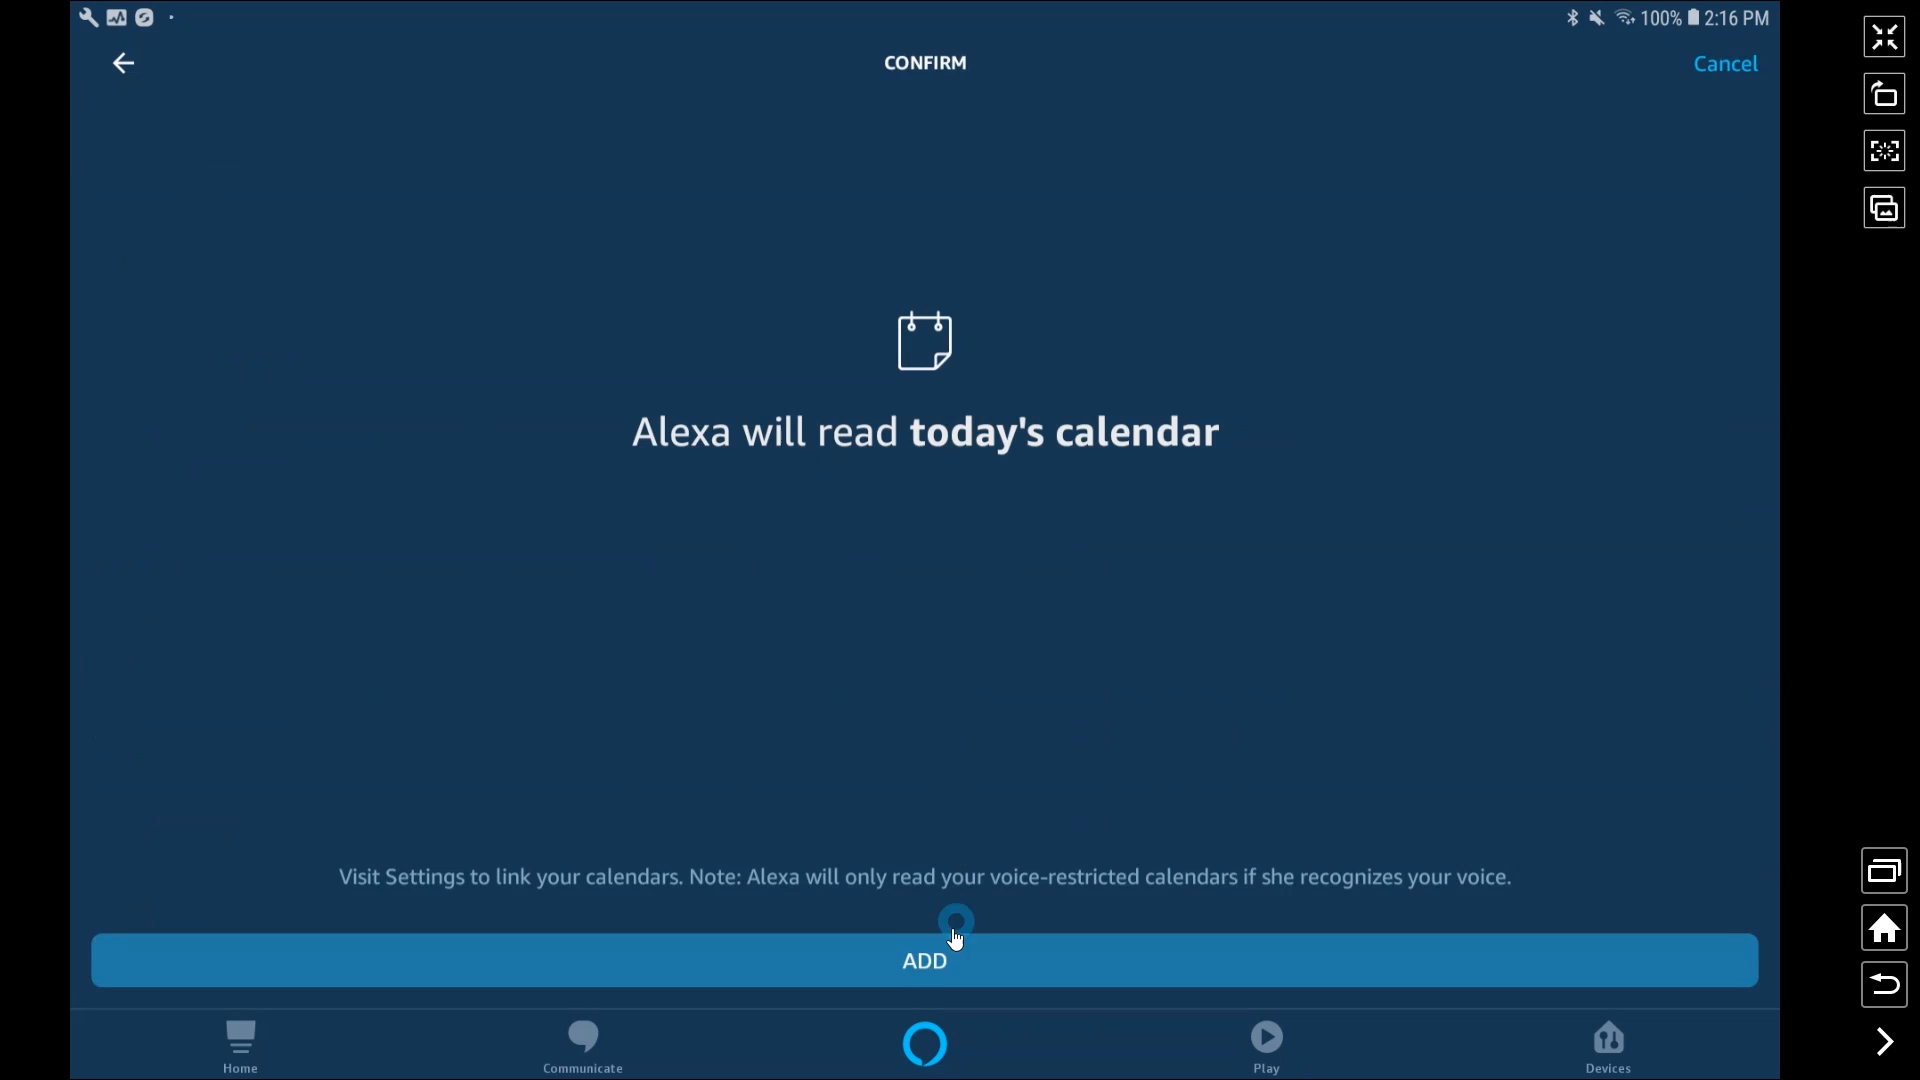 100% 2:16 PM
CONFIRM
Cancel
Alexa will read today's calendar
Visit Settings to link your calendars. Note: Alexa will only read your voice-restricted calendars if she recognizes your voice.
ADD
Home
Communicate
Play
Devices